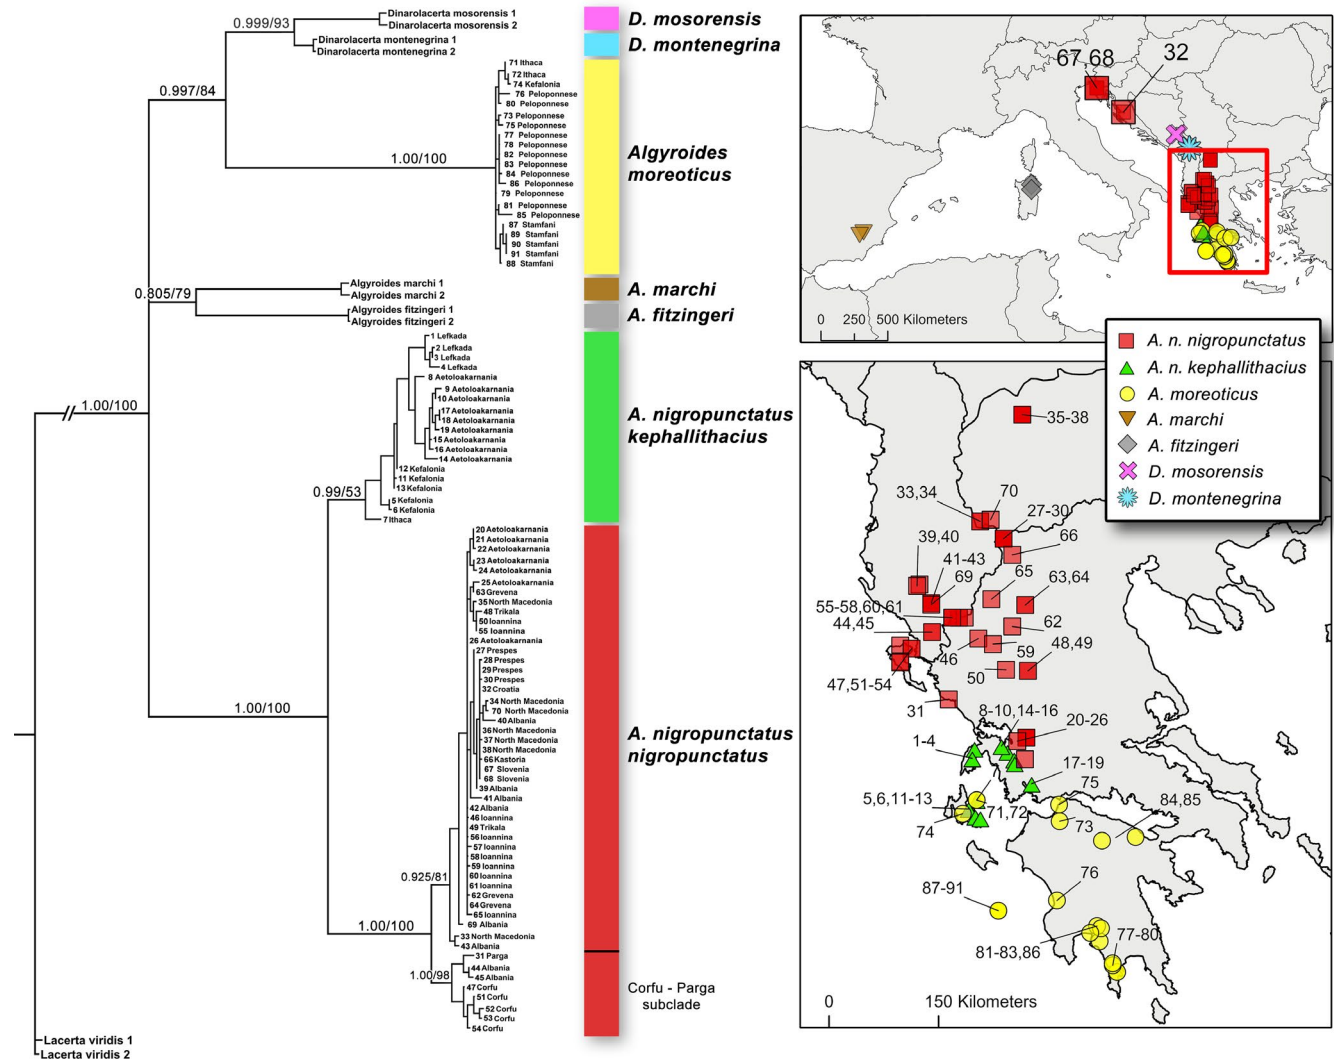 0.999/93
Dinarolacerta mosorensis 1
Dinarolacerta mosorensis 2
Dinarolacerta montenegrina 1
Dinarolacerta montenegrina 2
0.997/84
71 Ithaca
72 Ithaca
74 Kefalonia
76 Peloponnese
80 Peloponnese
73 Peloponnese
75 Peloponnese
77 Peloponnese
78 Peloponnese
82 Peloponnese
83 Peloponnese
84 Peloponnese
86 Peloponnese
79 Peloponnese
81 Peloponnese
85 Peloponnese
87 Stamfani
89 Stamfani
90 Stamfani
91 Stamfani
88 Stamfani
1.00/100
0.805/79
Algyroides marchi 1
Algyroides marchi 2
Algyroides fitzingeri 1
Algyroides fitzingeri 2
1.00/100
1 Lefkada
2 Lefkada
3 Lefkada
4 Lefkada
8 Aetoloakarnania
9 Aetoloakarnania
10 Aetoloakarnania
17 Aetoloakarnania
18 Aetoloakarnania
19 Aetoloakarnania
15 Aetoloakarnania
16 Aetoloakarnania
14 Aetoloakarnania
12 Kefalonia
11 Kefalonia
13 Kefalonia
5 Kefalonia
6 Kefalonia
7 Ithaca
0.99/53
1.00/100
20 Aetoloakarnania
21 Aetoloakarnania
22 Aetoloakarnania
23 Aetoloakarnania
24 Aetoloakarnania
25 Aetoloakarnania
63 Grevena
35 North Macedonia
48 Trikala
50 Ioannina
55 Ioannina
26 Aetoloakarnania
27 Prespes
28 Prespes
29 Prespes
30 Prespes
32 Croatia
34 North Macedonia
70 North Macedonia
40 Albania
36 North Macedonia
37 North Macedonia
38 North Macedonia
66 Kastoria
67 Slovenia
68 Slovenia
39 Albania
41 Albania
42 Albania
46 Ioannina
49 Trikala
56 Ioannina
57 Ioannina
58 Ioannina
59 Ioannina
60 Ioannina
61 Ioannina
62 Grevena
64 Grevena
65 Ioannina
69 Albania
33 North Macedonia
43 Albania
31 Parga
44 Albania
45 Albania
47 Corfu
51 Corfu
52 Corfu
53 Corfu
54 Corfu
0.925/81
1.00/100
1.00/98
Lacerta viridis 1
Lacerta viridis 2
D. mosorensis
D. montenegrina
Algyroides
moreoticus
A. marchi
A. fitzingeri
A. nigropunctatus
kephallithacius
A. nigropunctatus
nigropunctatus
Corfu - Parga
subclade
67,68
32
0 250 500 Kilometers
A. n. nigropunctatus
A. n. kephallithacius
A. moreoticus
A. marchi
A. fitzingeri
D. mosorensis
D. montenegrina
35-38
33,34
70
27-30
39,40
66
41-43
69
65
63,64
55-58,60,61
44,45
62
46
59
48,49
50
47,51-54
31
8-10,14-16
20-26
1-4
17-19
75
5,6,11-13
71,72
84,85
74
73
76
87-91
81-83,86
77-80
0 150 Kilometers